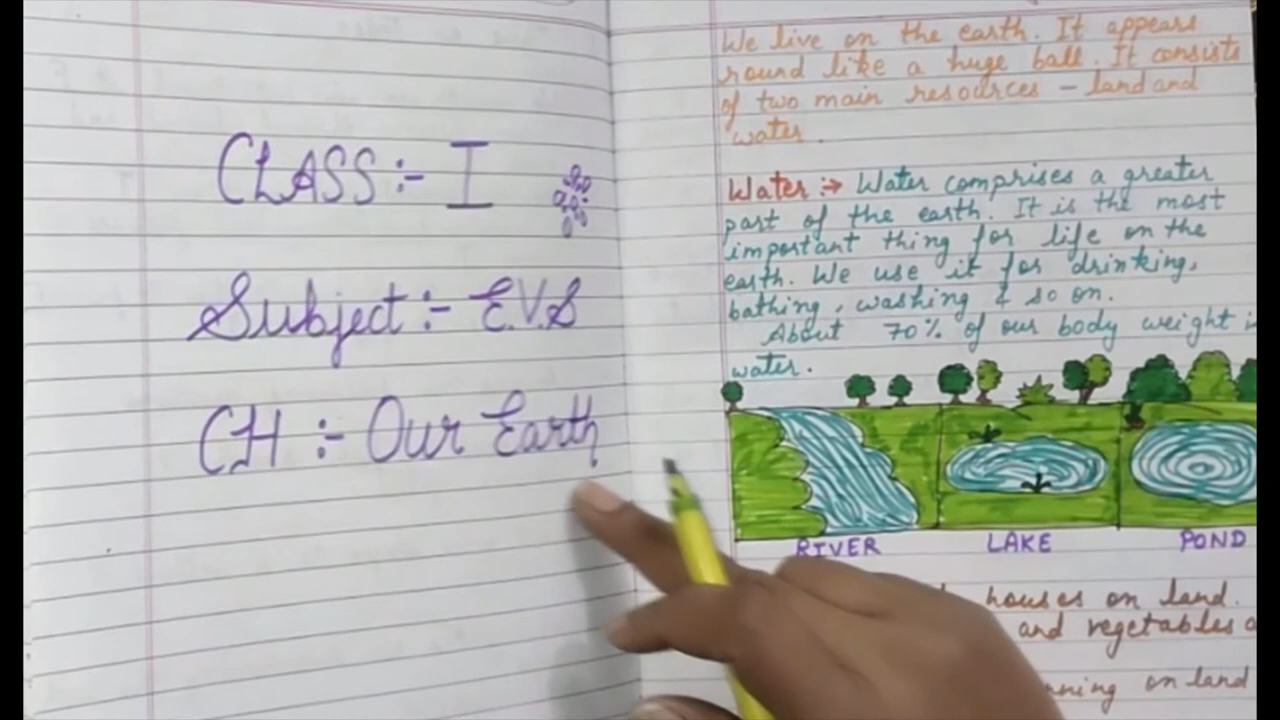 CLASS :- I
Subject :- E.V.S
CH :- Our Earth
We live on the earth. It appears
round like a huge ball. It consists
of two main resources - land and
water.
Water :→ Water comprises a greater
part of the earth. It is the most
important thing for life on the
earth. We use it for drinking,
bathing, washing & so on.
About 70% of our body weight i
water.
RIVER LAKE POND
houses on land.
and vegetables
on land